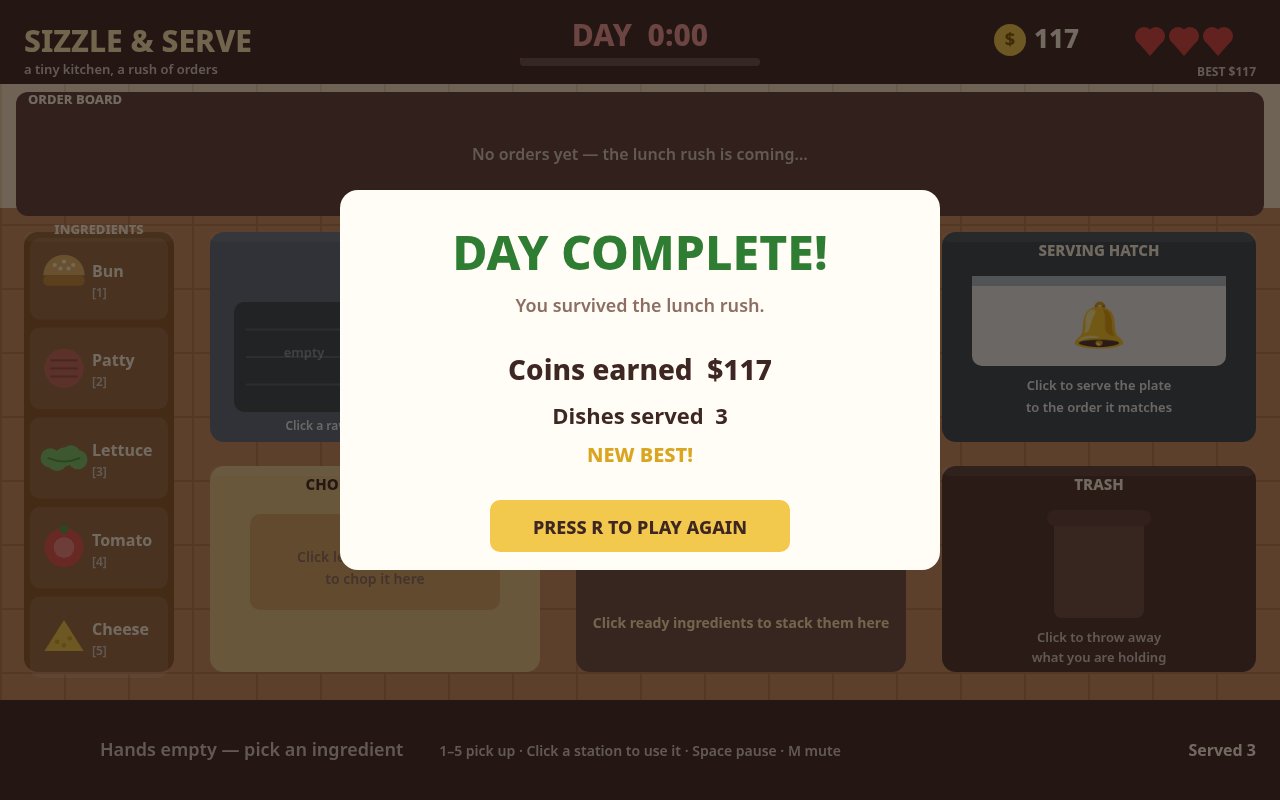 SIZZLE & SERVE
a tiny kitchen, a rush of orders
DAY 0:00
$ 117
BEST $117
ORDER BOARD
No orders yet — the lunch rush is coming...
INGREDIENTS
Bun
[1]
Patty
[2]
Lettuce
[3]
Tomato
[4]
Cheese
[5]
empty
Click a ra
CHO
Click le
to chop it here
DAY COMPLETE!
You survived the lunch rush.
Coins earned $117
Dishes served 3
NEW BEST!
PRESS R TO PLAY AGAIN
Click ready ingredients to stack them here
SERVING HATCH
Click to serve the plate
to the order it matches
TRASH
Click to throw away
what you are holding
Hands empty — pick an ingredient
1–5 pick up · Click a station to use it · Space pause · M mute
Served 3